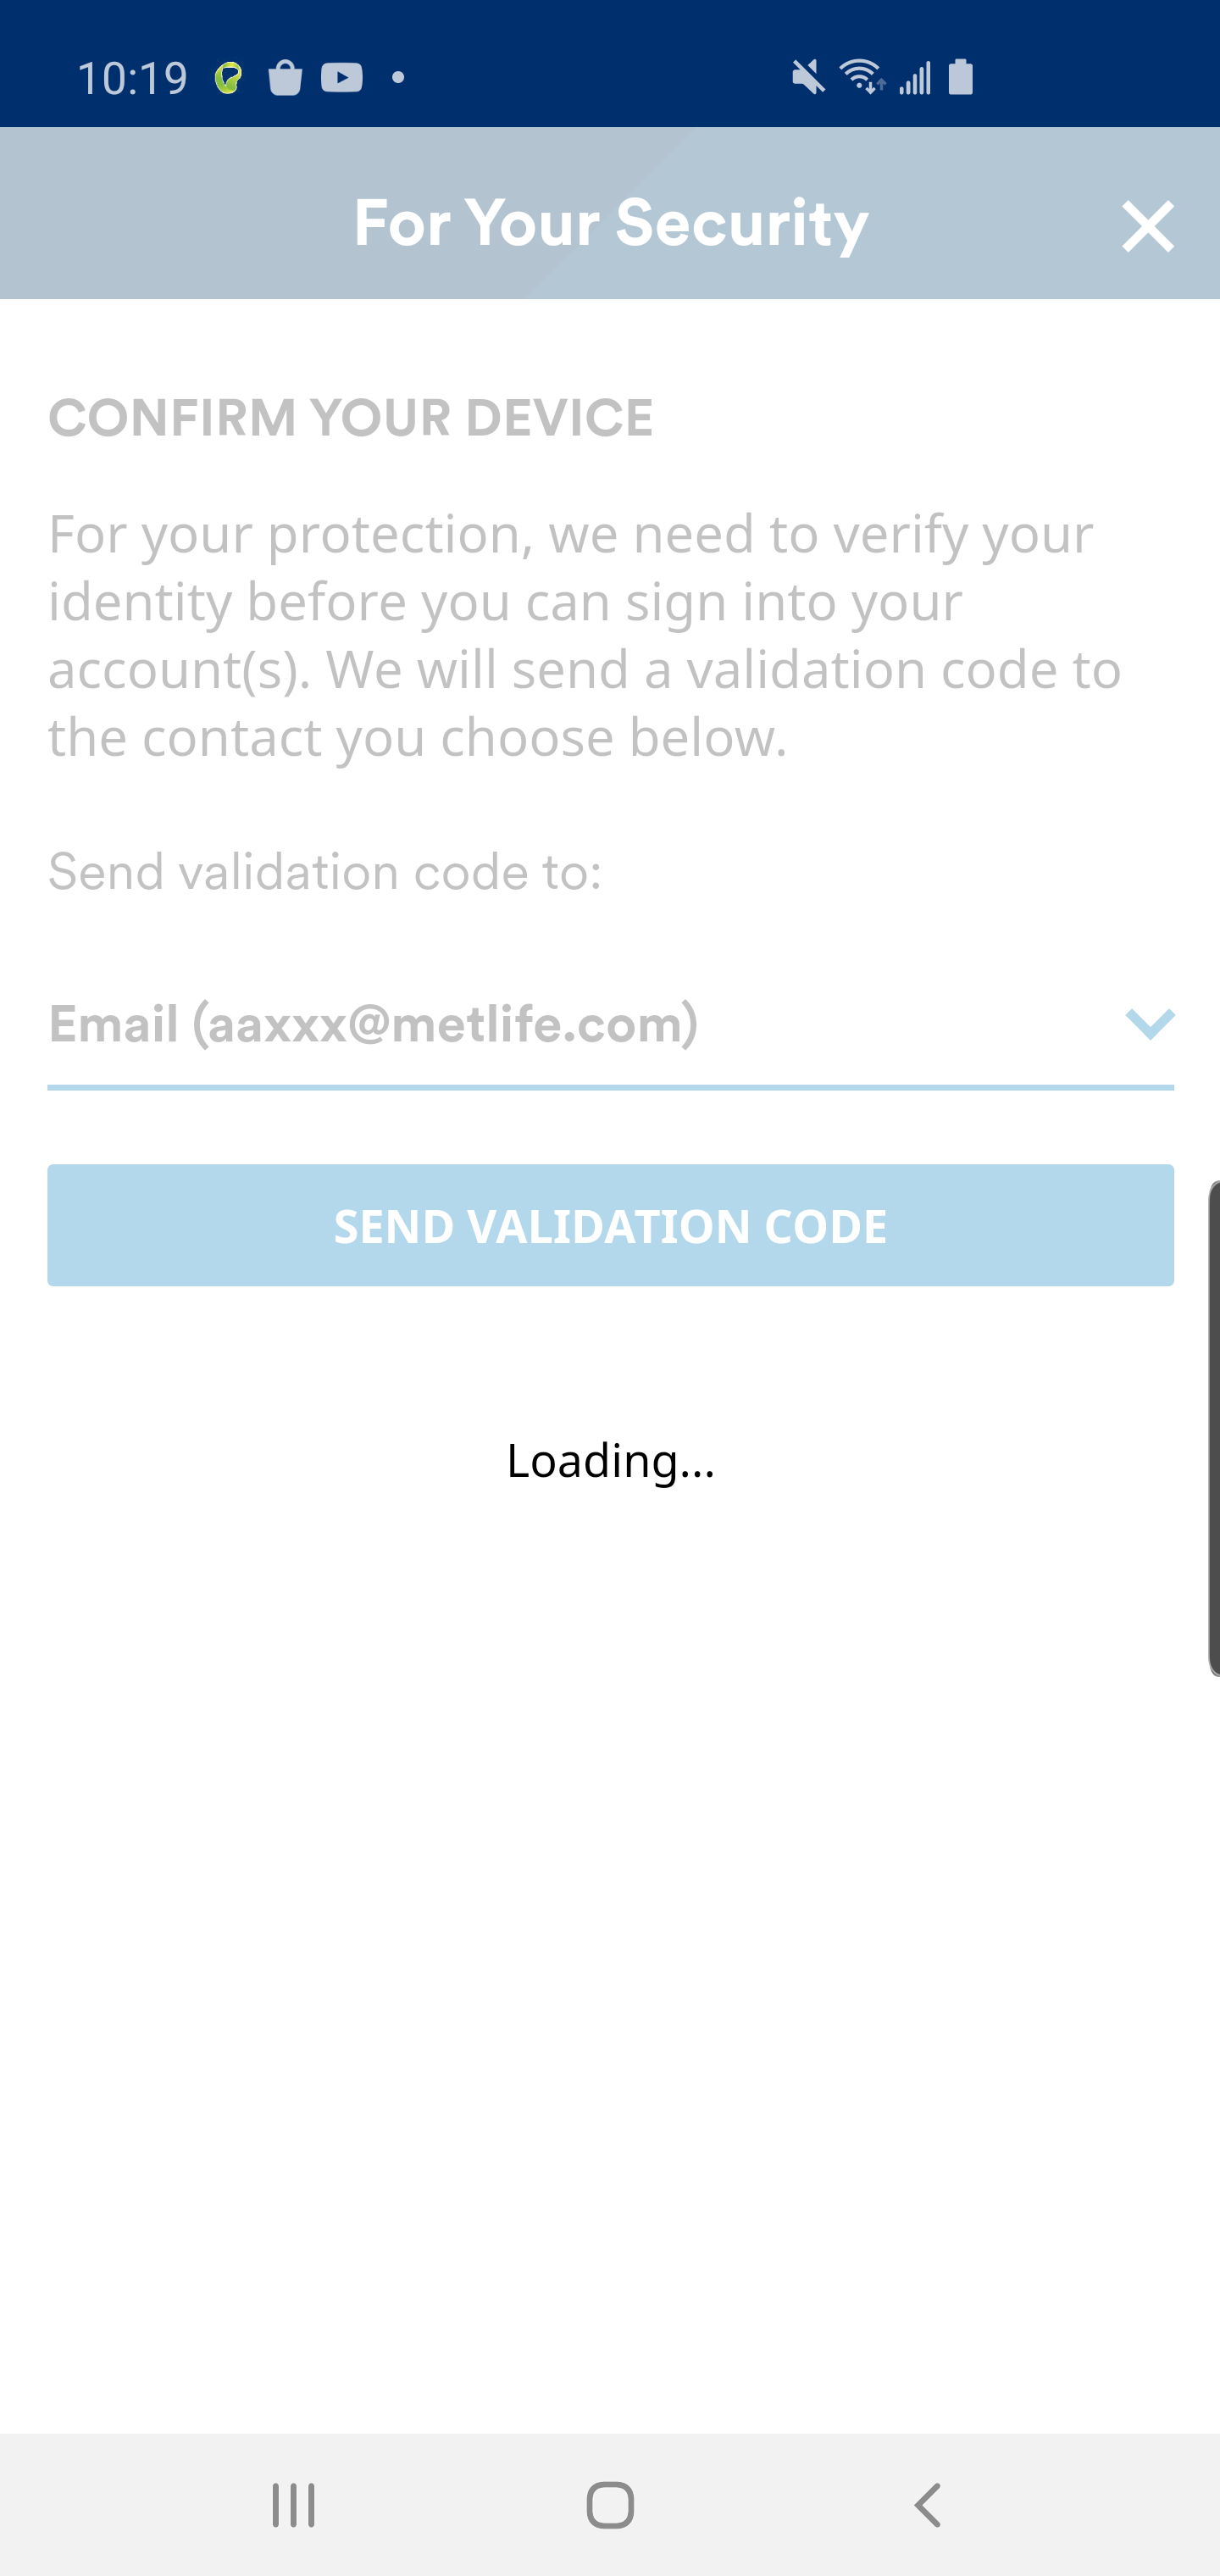 10:19
For Your Security
CONFIRM YOUR DEVICE
For your protection, we need to verify your
identity before you can sign into your
account(s). We will send a validation code to
the contact you choose below.
Send validation code to:
Email (aaxxx@metlife.com)
SEND VALIDATION CODE
Loading...